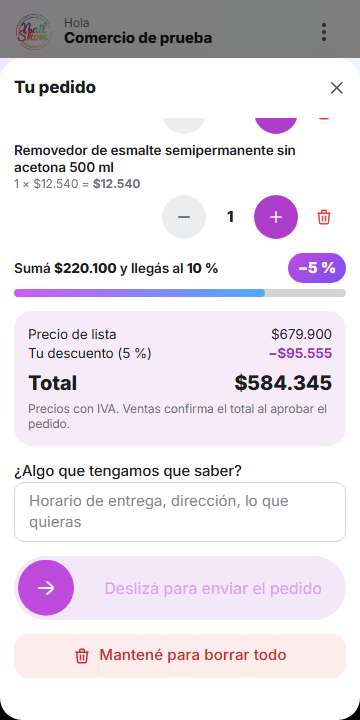 Nail
Show
Hola
Comercio de prueba
Tu pedido
Removedor de esmalte semipermanente sin
acetona 500 ml
1 × $12.540 = $12.540
1
Sumá $220.100 y llegás al 10 %
−5 %
Precio de lista
$679.900
Tu descuento (5 %)
−$95.555
Total
$584.345
Precios con IVA. Ventas confirma el total al aprobar el
pedido.
¿Algo que tengamos que saber?
Horario de entrega, dirección, lo que
quieras
Deslizá para enviar el pedido
Mantené para borrar todo